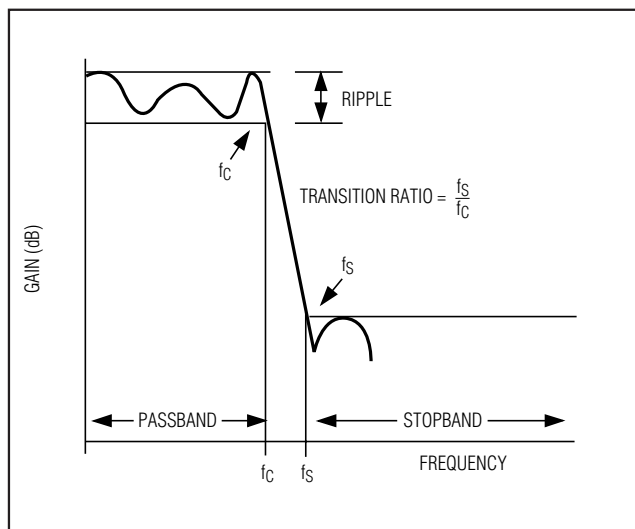 RIPPLE
fC
TRANSITION RATIO = fS/fC
fS
GAIN (dB)
PASSBAND
STOPBAND
fC
fS
FREQUENCY